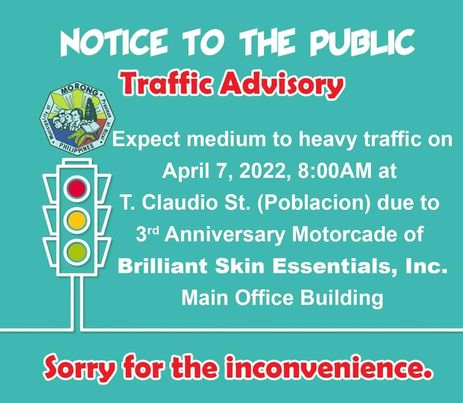 NOTICE TO THE PUBLIC
Traffic Advisory
MORONG
PHILIPPINES
Expect medium to heavy traffic on
April 7, 2022, 8:00AM at
T. Claudio St. (Poblacion) due to
3rd Anniversary Motorcade of
Brilliant Skin Essentials, Inc.
Main Office Building
Sorry for the inconvenience.